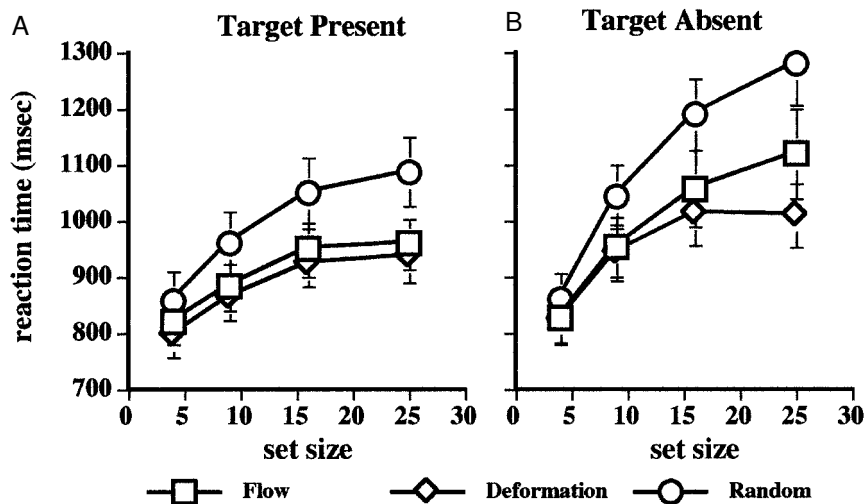 A Target Present
B Target Absent
reaction time (msec)
1300
1200
1100
1000
900
800
700
0 5 10 15 20 25 30
0 5 10 15 20 25 30
set size
set size
Flow Deformation Random